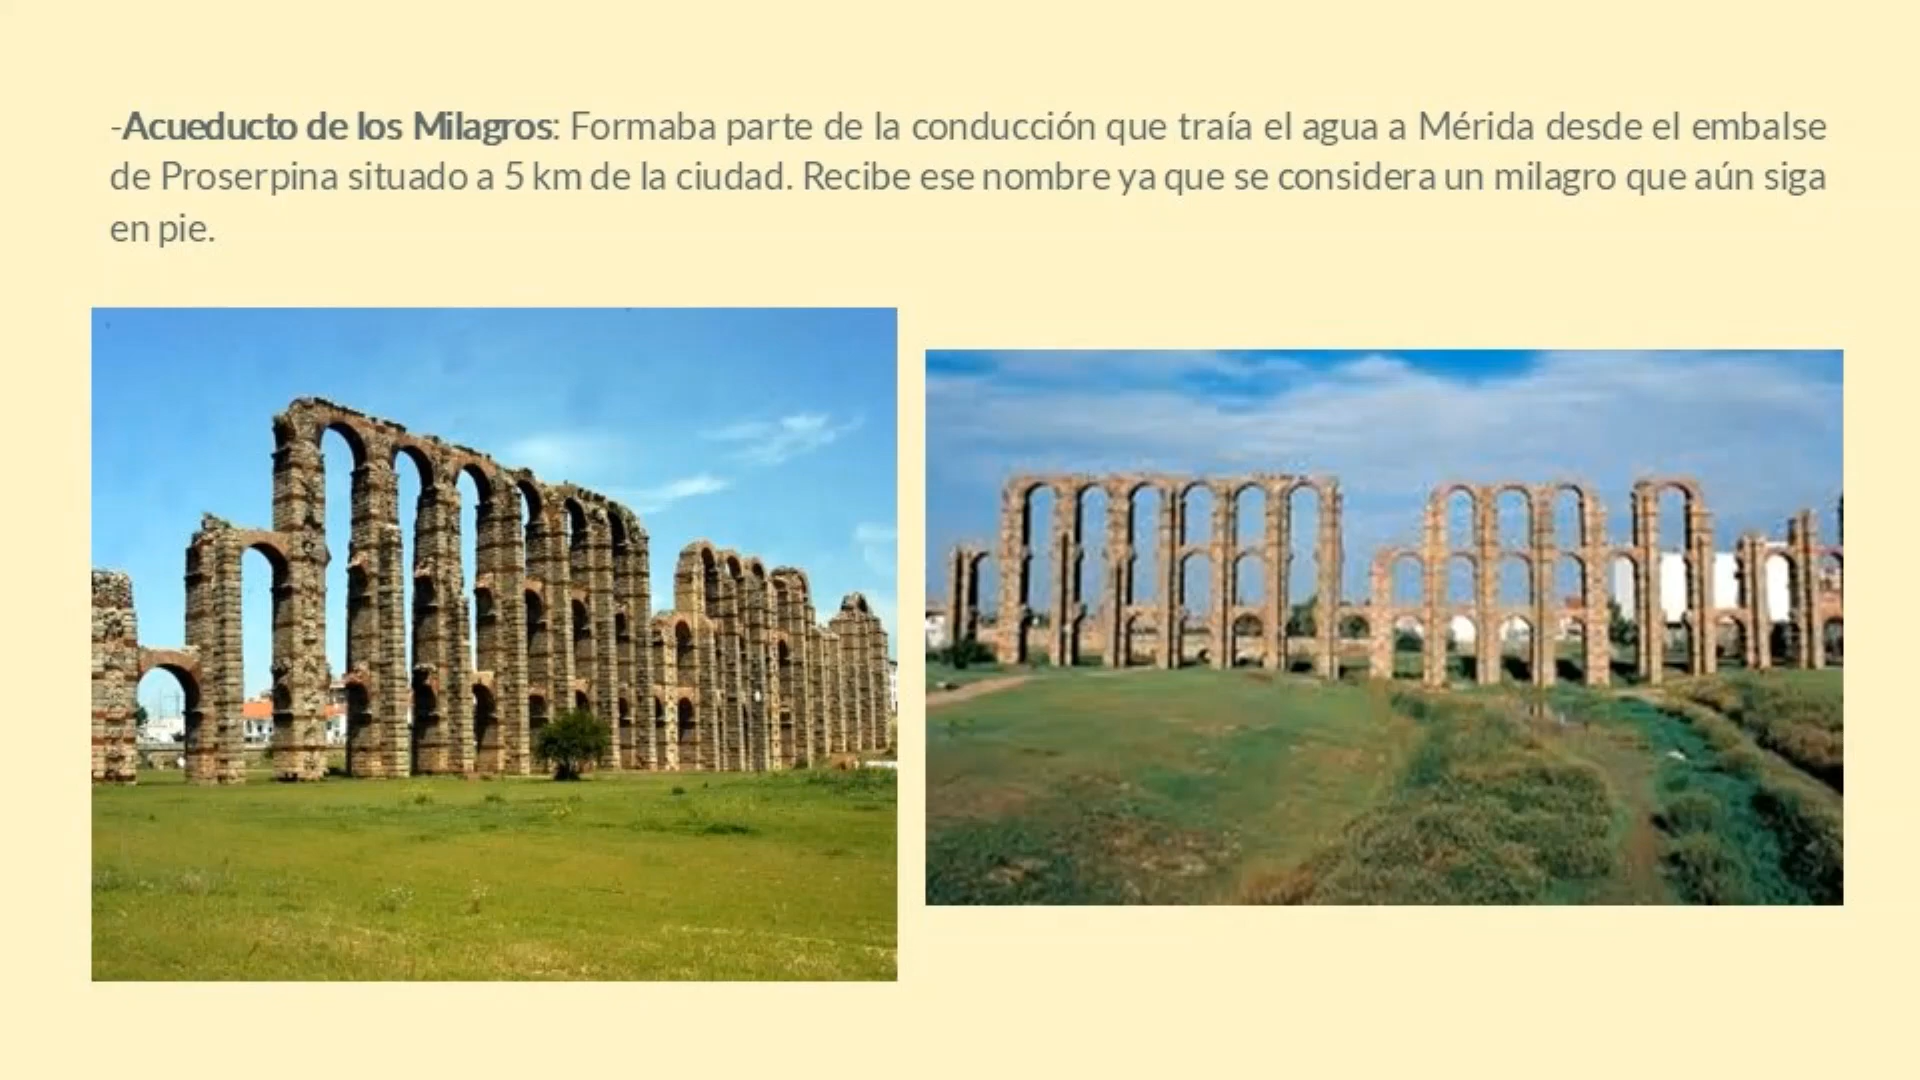 -Acueducto de los Milagros: Formaba parte de la conducción que traía el agua a Mérida desde el embalse
de Proserpina situado a 5 km de la ciudad. Recibe ese nombre ya que se considera un milagro que aún siga
en pie.